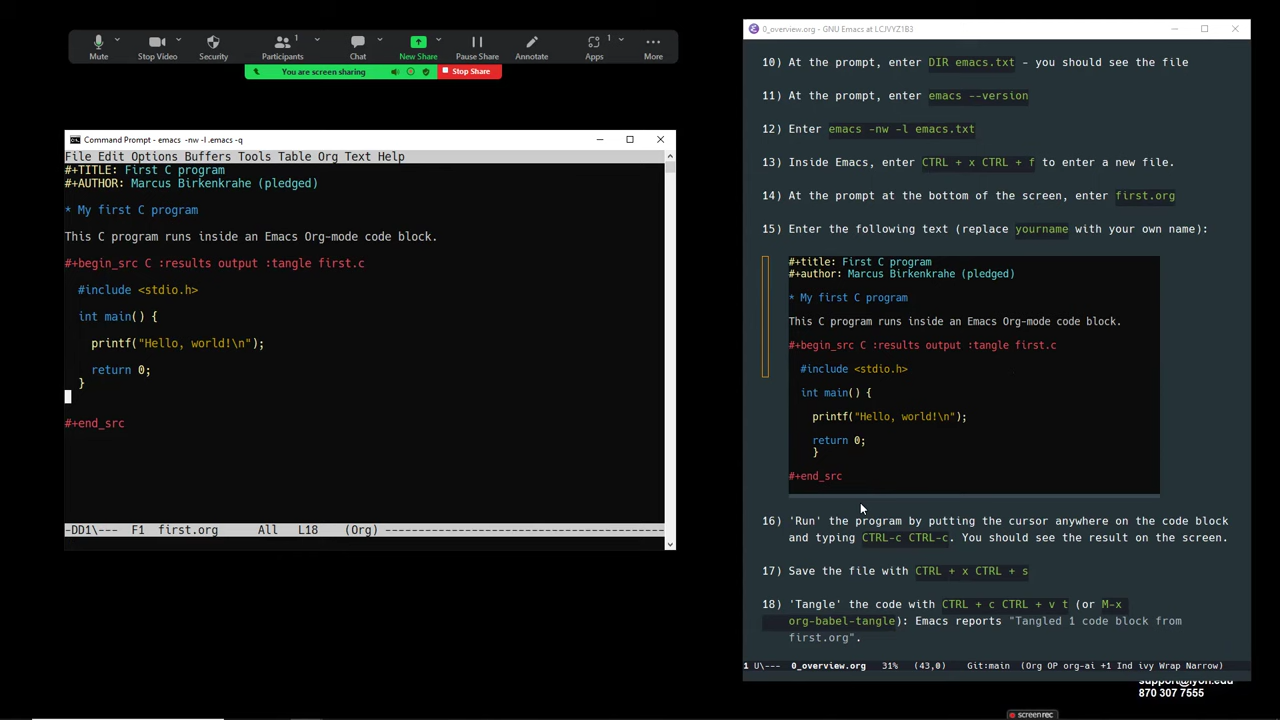 Mute
Stop Video
Security
1
Participants
Chat
New Share
Pause Share
Annotate
1
Apps
More
You are screen sharing
Stop Share
Command Prompt - emacs -nw -l .emacs -q
File Edit Options Buffers Tools Table Org Text Help
#+TITLE: First C program
#+AUTHOR: Marcus Birkenkrahe (pledged)
* My first C program
This C program runs inside an Emacs Org-mode code block.
#+begin_src C :results output :tangle first.c
#include <stdio.h>
int main() {
printf("Hello, world!\n");
return 0;
}
#+end_src
-DD1\--- F1 first.org All L18 (Org) ------------------------------------------
0_overview.org - GNU Emacs at LCJVYZ1B3
10) At the prompt, enter DIR emacs.txt - you should see the file
11) At the prompt, enter emacs --version
12) Enter emacs -nw -l emacs.txt
13) Inside Emacs, enter CTRL + x CTRL + f to enter a new file.
14) At the prompt at the bottom of the screen, enter first.org
15) Enter the following text (replace yourname with your own name):
#+title: First C program
#+author: Marcus Birkenkrahe (pledged)
* My first C program
This C program runs inside an Emacs Org-mode code block.
#+begin_src C :results output :tangle first.c
#include <stdio.h>
int main() {
printf("Hello, world!\n");
return 0;
}
#+end_src
16) 'Run' the program by putting the cursor anywhere on the code block
and typing CTRL-c CTRL-c. You should see the result on the screen.
17) Save the file with CTRL + x CTRL + s
18) 'Tangle' the code with CTRL + c CTRL + v t (or M-x
org-babel-tangle): Emacs reports "Tangled 1 code block from
first.org".
1 U\--- 0_overview.org 31% (43,0) Git:main (Org OP org-ai +1 Ind ivy Wrap Narrow)
support@lyon.edu
870 307 7555
screenrec